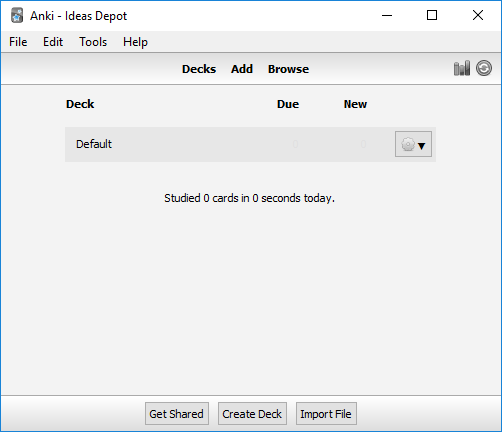 Anki - Ideas Depot
File Edit Tools Help
Decks Add Browse
Deck Due New
Default
Studied 0 cards in 0 seconds today.
Get Shared Create Deck Import File